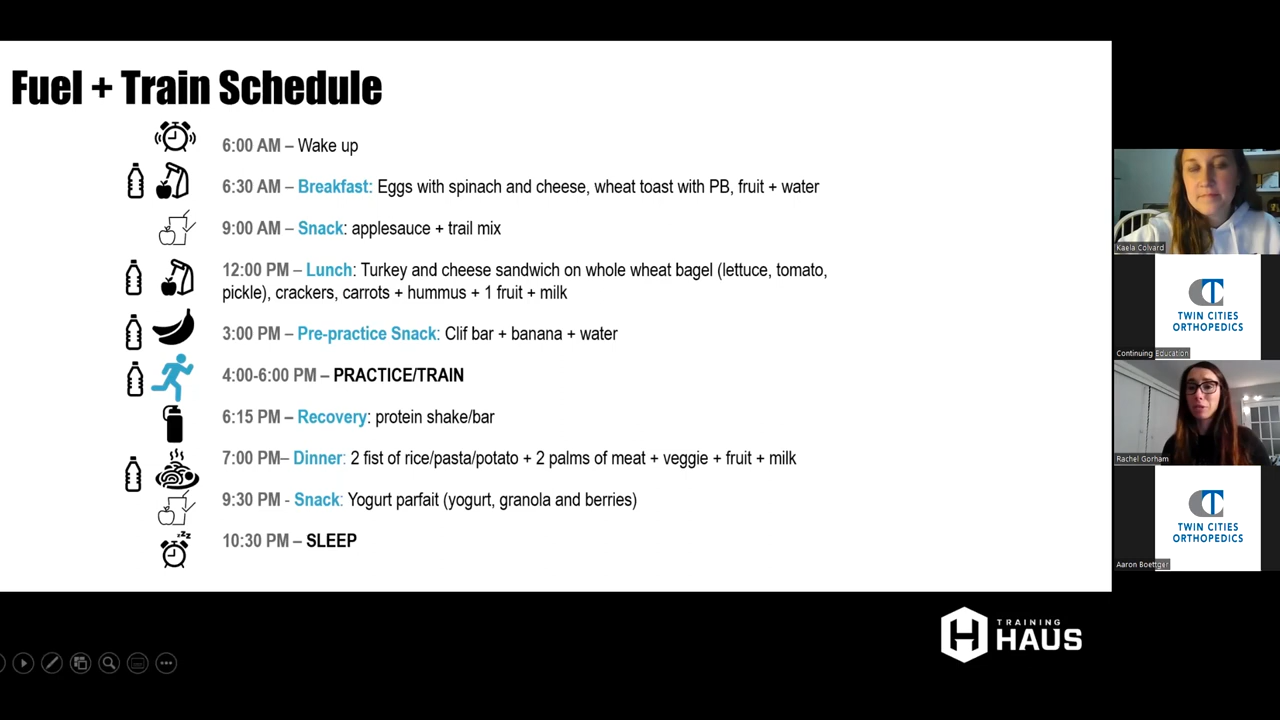 Fuel + Train Schedule
6:00 AM – Wake up
6:30 AM – Breakfast: Eggs with spinach and cheese, wheat toast with PB, fruit + water
9:00 AM – Snack: applesauce + trail mix
12:00 PM – Lunch: Turkey and cheese sandwich on whole wheat bagel (lettuce, tomato,
pickle), crackers, carrots + hummus + 1 fruit + milk
3:00 PM – Pre-practice Snack: Clif bar + banana + water
4:00-6:00 PM – PRACTICE/TRAIN
6:15 PM – Recovery: protein shake/bar
7:00 PM– Dinner: 2 fist of rice/pasta/potato + 2 palms of meat + veggie + fruit + milk
9:30 PM - Snack: Yogurt parfait (yogurt, granola and berries)
zzZ
10:30 PM – SLEEP
TRAINING
HAUS
Kaela Colvard
TWIN CITIES
ORTHOPEDICS
Continuing Education
Rachel Gorham
TWIN CITIES
ORTHOPEDICS
Aaron Boettger